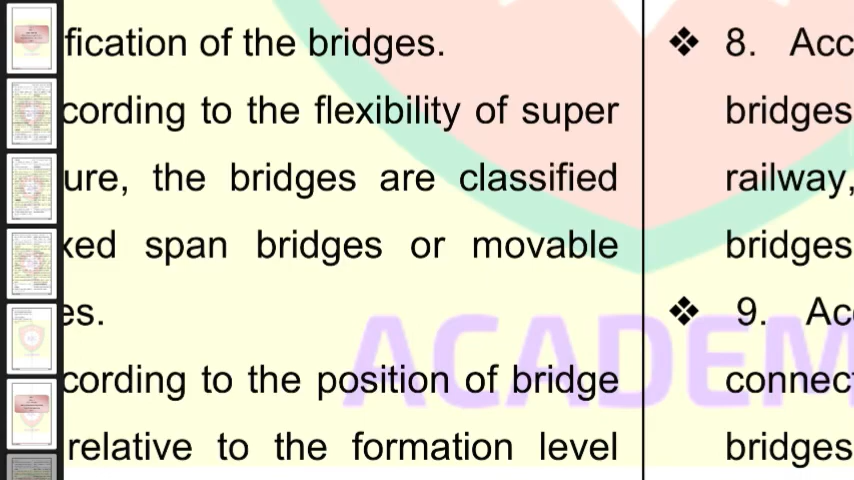 fication of the bridges.
cording to the flexibility of super
ure, the bridges are classified
xed span bridges or movable
es.
cording to the position of bridge
relative to the formation level
❖ 8. Acc
bridges
railway,
bridges
❖ 9. Acc
connect
bridges
ACADEM